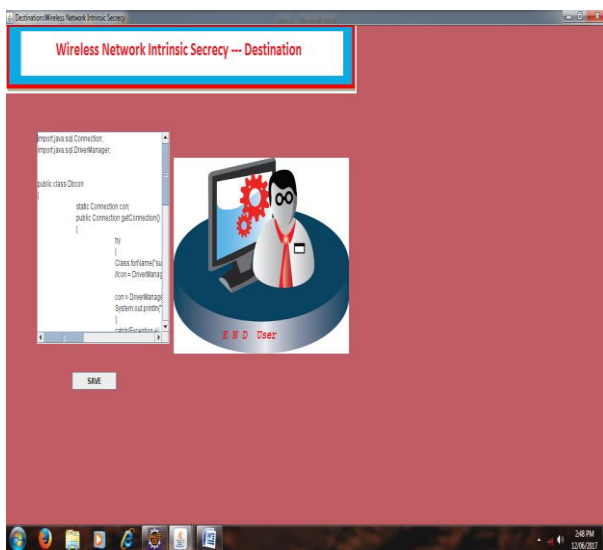 Destination:Wireless Network Intrinsic Secrecy
Wireless Network Intrinsic Secrecy --- Destination
import java.sql.Connection;
import java.sql.DriverManager;
public class Dbcon
{
static Connection con;
public Connection getConnection()
{
try
{
Class.forName("su
//con = DriverManag
con = DriverManage
System.out.println("
}
catch(Exception e)
E N D User
SAVE
2:48 PM
12/06/2017